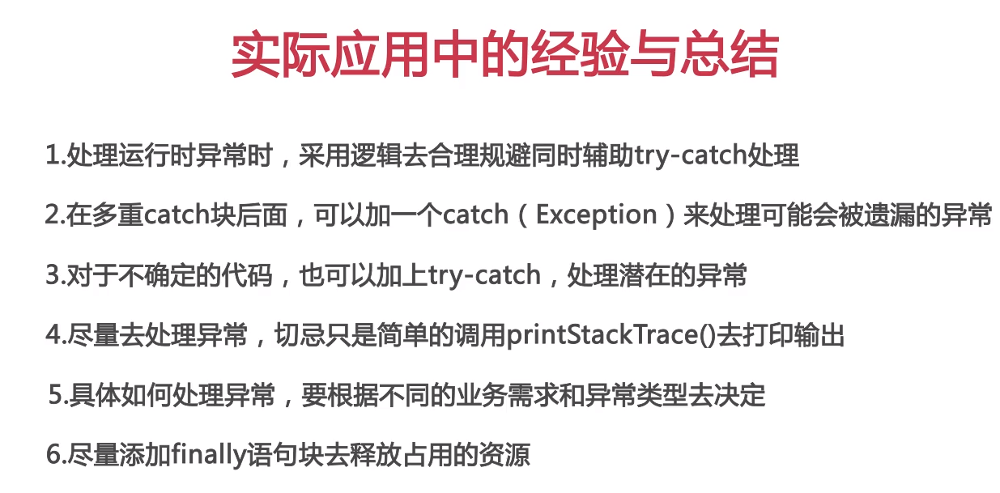 实际应用中的经验与总结
1.处理运行时异常时，采用逻辑去合理规避同时辅助try-catch处理
2.在多重catch块后面，可以加一个catch（Exception）来处理可能会被遗漏的异常
3.对于不确定的代码，也可以加上try-catch，处理潜在的异常
4.尽量去处理异常，切忌只是简单的调用printStackTrace()去打印输出
5.具体如何处理异常，要根据不同的业务需求和异常类型去决定
6.尽量添加finally语句块去释放占用的资源